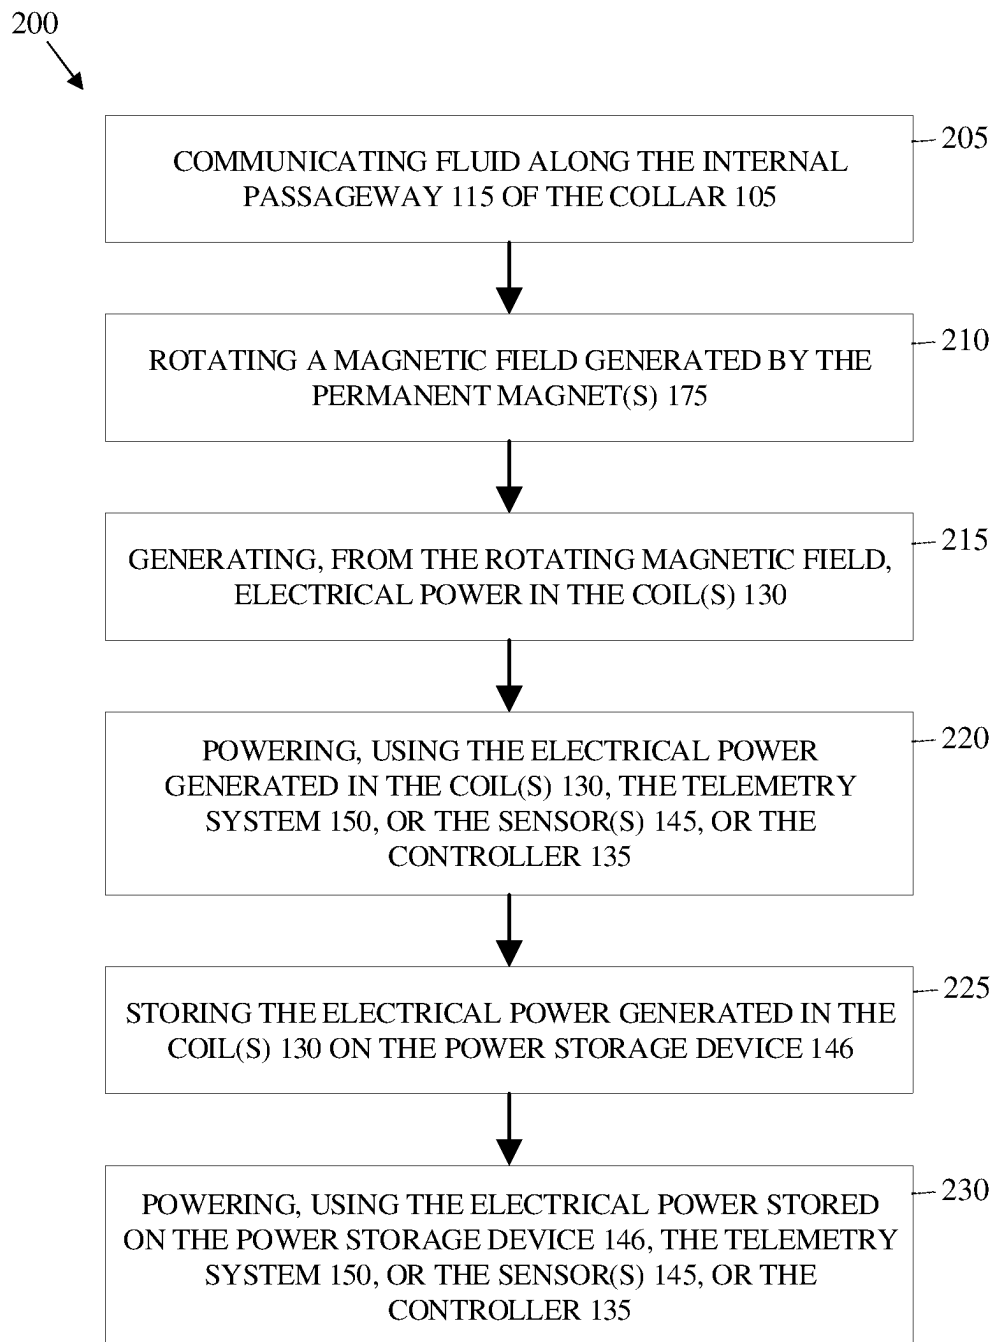 200
205
COMMUNICATING FLUID ALONG THE INTERNAL
PASSAGEWAY 115 OF THE COLLAR 105
210
ROTATING A MAGNETIC FIELD GENERATED BY THE
PERMANENT MAGNET(S) 175
215
GENERATING, FROM THE ROTATING MAGNETIC FIELD,
ELECTRICAL POWER IN THE COIL(S) 130
220
POWERING, USING THE ELECTRICAL POWER
GENERATED IN THE COIL(S) 130, THE TELEMETRY
SYSTEM 150, OR THE SENSOR(S) 145, OR THE
CONTROLLER 135
225
STORING THE ELECTRICAL POWER GENERATED IN THE
COIL(S) 130 ON THE POWER STORAGE DEVICE 146
230
POWERING, USING THE ELECTRICAL POWER STORED
ON THE POWER STORAGE DEVICE 146, THE TELEMETRY
SYSTEM 150, OR THE SENSOR(S) 145, OR THE
CONTROLLER 135